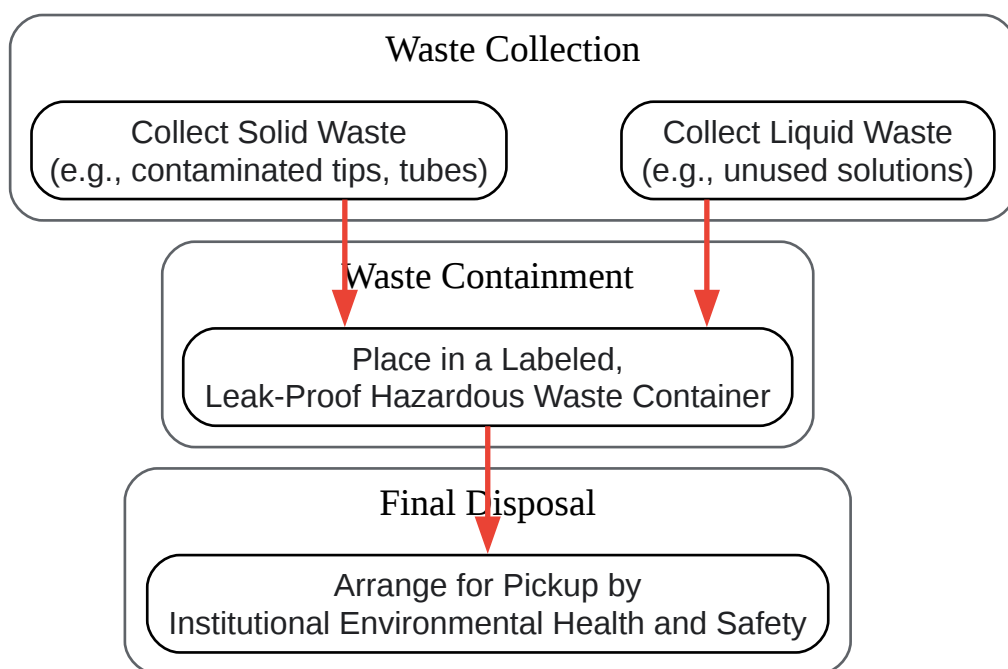 Waste Collection
Collect Solid Waste
(e.g., contaminated tips, tubes)
Collect Liquid Waste
(e.g., unused solutions)
Waste Containment
Place in a Labeled,
Leak-Proof Hazardous Waste Container
Final Disposal
Arrange for Pickup by
Institutional Environmental Health and Safety